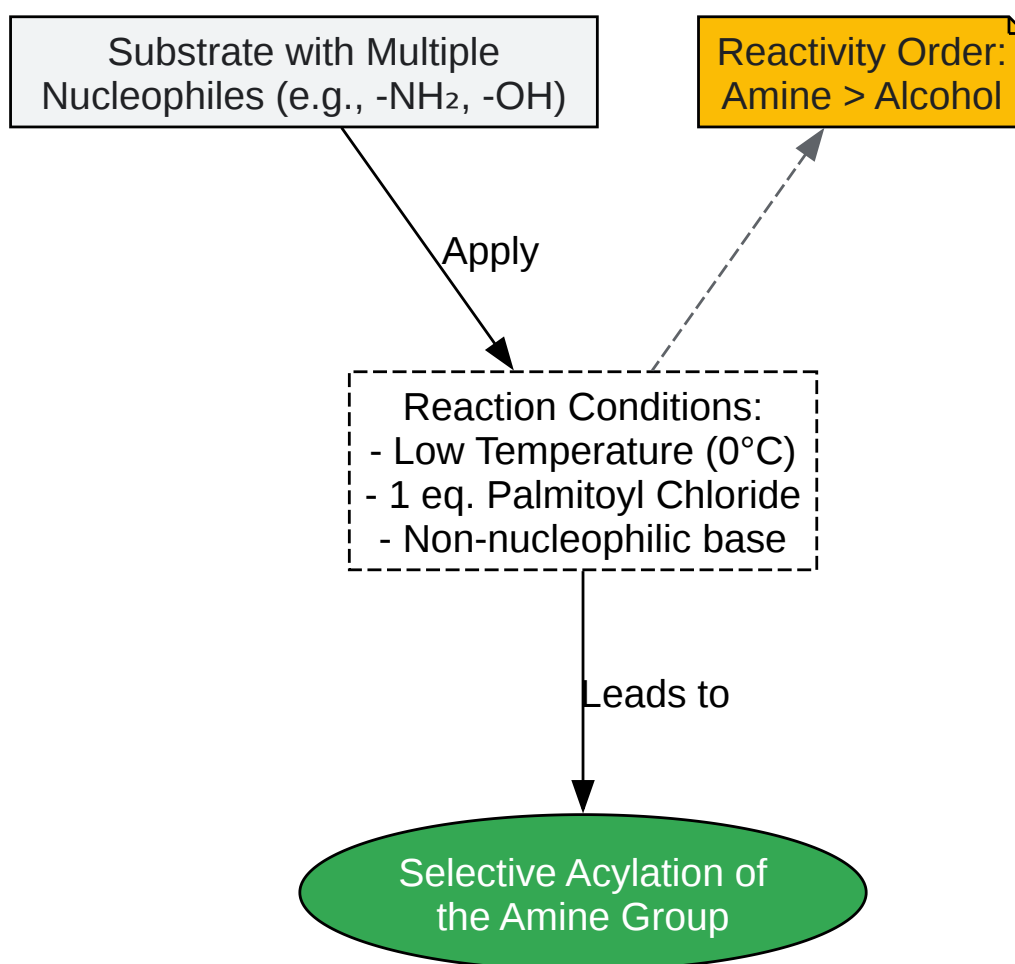 Substrate with Multiple
Nucleophiles (e.g., -NH₂, -OH)
Reactivity Order:
Amine > Alcohol
Apply
Reaction Conditions:
- Low Temperature (0°C)
- 1 eq. Palmitoyl Chloride
- Non-nucleophilic base
Leads to
Selective Acylation of
the Amine Group